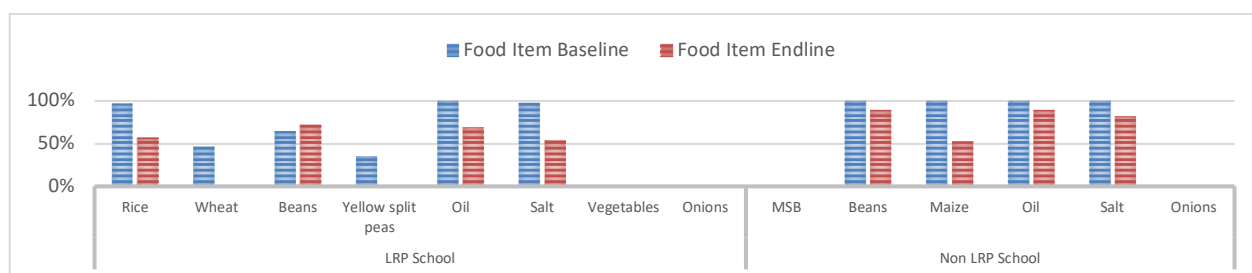 Food Item Baseline Food Item Endline
100%
50%
0%
Rice Wheat Beans Yellow split Oil Salt Vegetables Onions MSB Beans Maize Oil Salt Onions
peas
LRP School Non LRP School